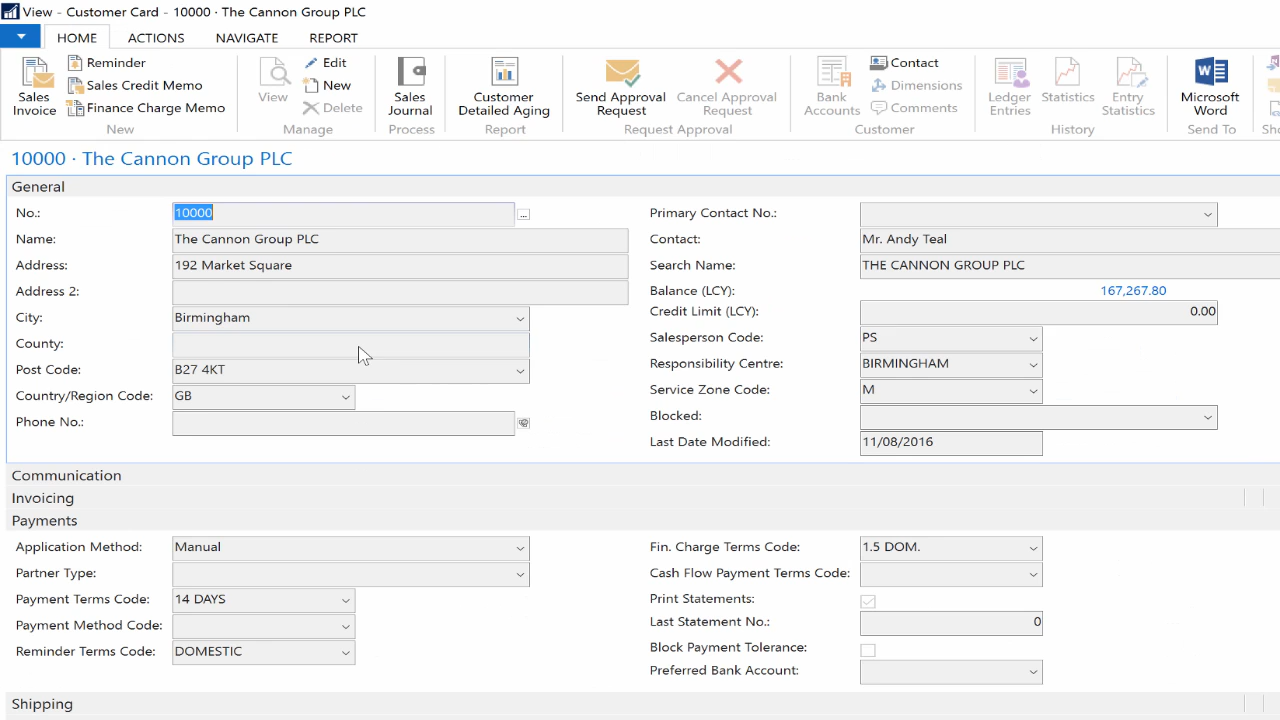 View - Customer Card - 10000 · The Cannon Group PLC
HOME ACTIONS NAVIGATE REPORT
Sales Invoice
Reminder
Sales Credit Memo
Finance Charge Memo
New
View
Edit
New
Delete
Manage
Sales Journal
Process
Customer Detailed Aging
Report
Send Approval Request
Cancel Approval Request
Request Approval
Bank Accounts
Contact
Dimensions
Comments
Customer
Ledger Entries
Statistics
Entry Statistics
History
Microsoft Word
Send To
10000 · The Cannon Group PLC
General
No.: 10000 ...
Name: The Cannon Group PLC
Address: 192 Market Square
Address 2:
City: Birmingham
County:
Post Code: B27 4KT
Country/Region Code: GB
Phone No.:
Primary Contact No.:
Contact: Mr. Andy Teal
Search Name: THE CANNON GROUP PLC
Balance (LCY): 167,267.80
Credit Limit (LCY): 0.00
Salesperson Code: PS
Responsibility Centre: BIRMINGHAM
Service Zone Code: M
Blocked:
Last Date Modified: 11/08/2016
Communication
Invoicing
Payments
Application Method: Manual
Partner Type:
Payment Terms Code: 14 DAYS
Payment Method Code:
Reminder Terms Code: DOMESTIC
Fin. Charge Terms Code: 1.5 DOM.
Cash Flow Payment Terms Code:
Print Statements:
Last Statement No.: 0
Block Payment Tolerance:
Preferred Bank Account:
Shipping